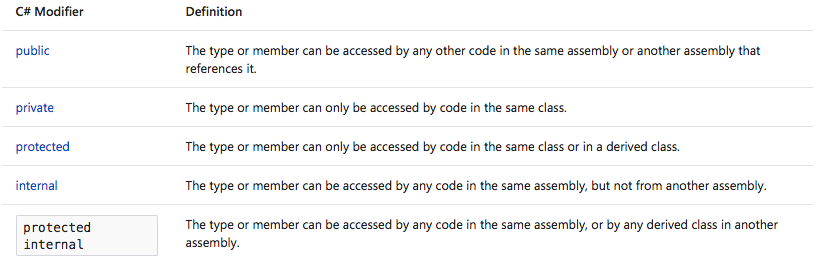 C# Modifier Definition
public The type or member can be accessed by any other code in the same assembly or another assembly that
references it.
private The type or member can only be accessed by code in the same class.
protected The type or member can only be accessed by code in the same class or in a derived class.
internal The type or member can be accessed by any code in the same assembly, but not from another assembly.
protected The type or member can be accessed by any code in the same assembly, or by any derived class in another
internal assembly.